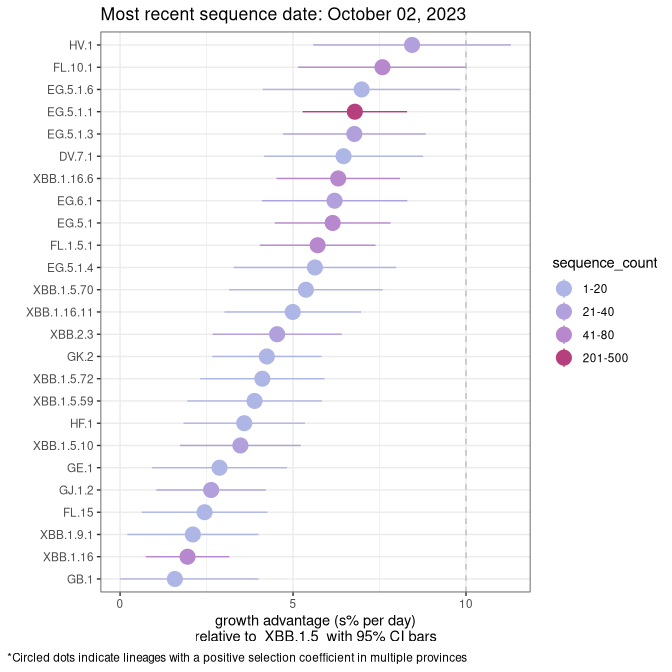 Most recent sequence date: October 02, 2023
HV.1
FL.10.1
EG.5.1.6
EG.5.1.1
EG.5.1.3
DV.7.1
XBB.1.16.6
EG.6.1
EG.5.1
FL.1.5.1
EG.5.1.4
XBB.1.5.70
XBB.1.16.11
XBB.2.3
GK.2
XBB.1.5.72
XBB.1.5.59
HF.1
XBB.1.5.10
GE.1
GJ.1.2
FL.15
XBB.1.9.1
XBB.1.16
GB.1
0 5 10
growth advantage (s% per day)
relative to XBB.1.5 with 95% CI bars
sequence_count
1-20
21-40
41-80
201-500
*Circled dots indicate lineages with a positive selection coefficient in multiple provinces